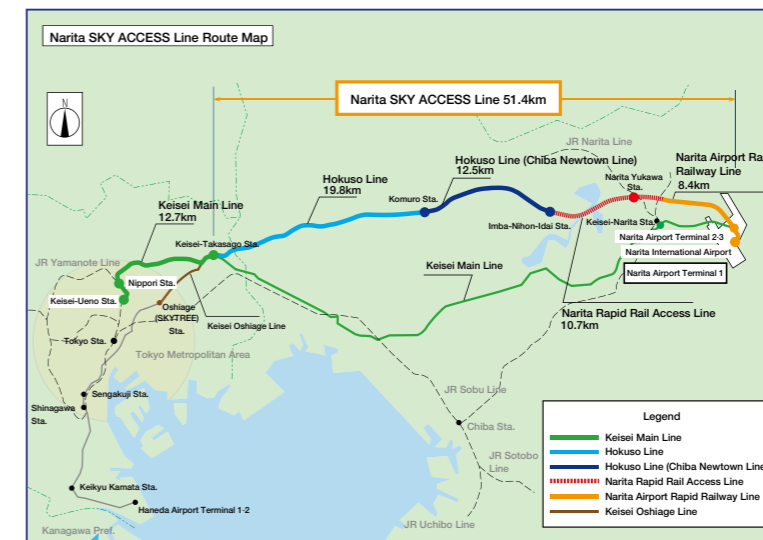 Narita SKY ACCESS Line Route Map
N
Narita SKY ACCESS Line 51.4km
JR Narita Line
Hokuso Line (Chiba Newtown Line)
12.5km
Narita Airport Ra
Railway Line
8.4km
Hokuso Line
19.8km
Narita Yukawa
Sta.
Komuro Sta.
Keisei Main Line
12.7km
Imba-Nihon-Idai Sta.
Keisei-Narita Sta.
Keisei-Takasago Sta.
Narita Airport Terminal 2-3
Narita International Airport
Narita Airport Terminal 1
JR Yamanote Line
Keisei Main Line
Nippori Sta.
Keisei-Ueno Sta.
Oshiage
(SKYTREE)
Sta.
Keisei Oshiage Line
Narita Rapid Rail Access Line
10.7km
Tokyo Sta.
Tokyo Metropolitan Area
JR Sobu Line
Sengakuji Sta.
Shinagawa
Sta.
Chiba Sta.
JR Sotobo
Line
Keikyu Kamata Sta.
Haneda Airport Terminal 1-2
Kanagawa Pref.
JR Uchibo Line
Legend
Keisei Main Line
Hokuso Line
Hokuso Line (Chiba Newtown Line
Narita Rapid Rail Access Line
Narita Airport Rapid Railway Line
Keisei Oshiage Line